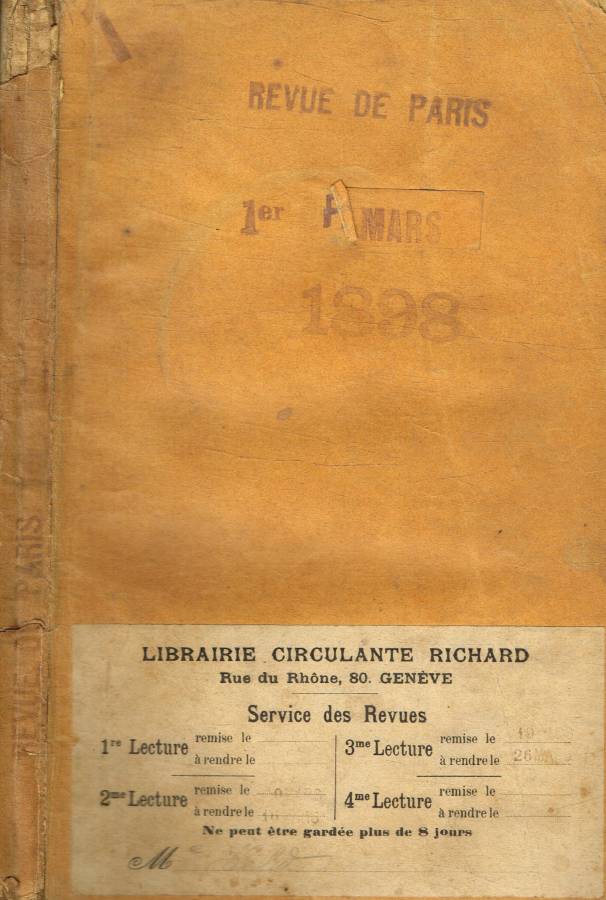 REVUE DE PARIS
1er MARS
1898
REVUE DE PARIS
LIBRAIRIE CIRCULANTE RICHARD
Rue du Rhône, 80. GENÈVE
Service des Revues
1re Lecture remise le
à rendre le
3me Lecture remise le 19
à rendre le 26
2me Lecture remise le
à rendre le
4me Lecture remise le
à rendre le
Ne peut être gardée plus de 8 jours
M